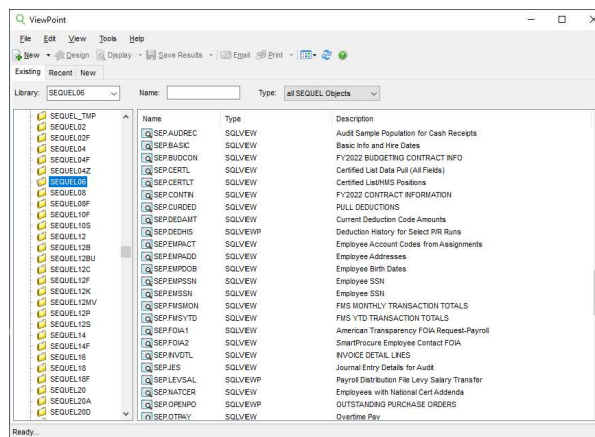 ViewPoint
File Edit View Tools Help
New Design Display Save Results Email Print
Existing Recent New
Library: SEQUEL06 Name: Type: all SEQUEL Objects
SEQUEL_TMP
SEQUEL02
SEQUEL02F
SEQUEL04
SEQUEL04F
SEQUEL04Z
SEQUEL06
SEQUEL08
SEQUEL08F
SEQUEL10F
SEQUEL10S
SEQUEL12
SEQUEL12B
SEQUEL12BU
SEQUEL12C
SEQUEL12F
SEQUEL12K
SEQUEL12MV
SEQUEL12P
SEQUEL12S
SEQUEL14
SEQUEL14F
SEQUEL16
SEQUEL18
SEQUEL18F
SEQUEL20
SEQUEL20A
SEQUEL20D
Name Type Description
SEP.AUDREC SQLVIEW Audit Sample Population for Cash Receipts
SEP.BASIC SQLVIEW Basic Info and Hire Dates
SEP.BUDCON SQLVIEW FY2022 BUDGETING CONTRACT INFO
SEP.CERTL SQLVIEW Certified List Data Pull (All Fields)
SEP.CERTLT SQLVIEW Certified List/HMS Positions
SEP.CONTIN SQLVIEW FY2022 CONTRACT INFORMATION
SEP.CURDED SQLVIEW PULL DEDUCTIONS
SEP.DEDAMT SQLVIEW Current Deduction Code Amounts
SEP.DEDHIS SQLVIEWP Deduction History for Select P/R Runs
SEP.EMPACT SQLVIEW Employee Account Codes from Assignments
SEP.EMPADD SQLVIEW Employee Addresses
SEP.EMPDOB SQLVIEW Employee Birth Dates
SEP.EMPSSN SQLVIEW Employee SSN
SEP.EMSSN SQLVIEW Employee SSN
SEP.FMSMON SQLVIEW FMS MONTHLY TRANSACTION TOTALS
SEP.FMSYTD SQLVIEW FMS YTD TRANSACTION TOTALS
SEP.FOIA1 SQLVIEW American Transparency FOIA Request-Payroll
SEP.FOIA2 SQLVIEW SmartProcure Employee Contact FOIA
SEP.INVDTL SQLVIEW INVOICE DETAIL LINES
SEP.JES SQLVIEW Journal Entry Details for Audit
SEP.LEVSAL SQLVIEWP Payroll Distribution File Levy Salary Transfer
SEP.NATCER SQLVIEW Employees with National Cert Addenda
SEP.OPENPO SQLVIEWP OUTSTANDING PURCHASE ORDERS
SEP.OTPAY SQLVIEW Overtime Pay
Ready...